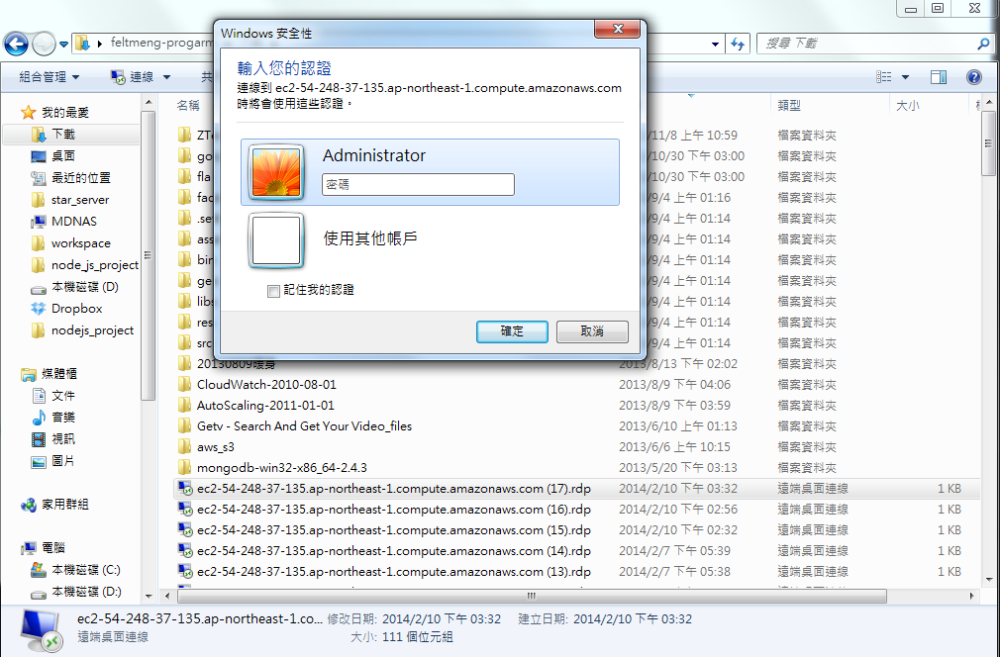 Windows 安全性
輸入您的認證
連線到 ec2-54-248-37-135.ap-northeast-1.compute.amazonaws.com
時將會使用這些認證。
Administrator
密碼
使用其他帳戶
記住我的認證
確定
取消
feltmeng-progarm
搜尋 下載
組合管理
連線
共
我的最愛
下載
桌面
最近的位置
star_server
MDNAS
workspace
node_js_project
本機磁碟 (D)
Dropbox
nodejs_project
媒體櫃
文件
音樂
視訊
圖片
家用群組
電腦
本機磁碟 (C:)
本機磁碟 (D:)
名稱 類型 大小
/11/8 上午 10:59 檔案資料夾
/10/30 下午 03:00 檔案資料夾
fla /10/30 下午 03:00 檔案資料夾
/9/4 上午 01:16 檔案資料夾
/9/4 上午 01:14 檔案資料夾
ass /9/4 上午 01:14 檔案資料夾
bin /9/4 上午 01:14 檔案資料夾
/9/4 上午 01:14 檔案資料夾
/9/4 上午 01:14 檔案資料夾
res /9/4 上午 01:14 檔案資料夾
src /9/4 上午 01:14 檔案資料夾
20130809暖身 2013/8/13 下午 02:02 檔案資料夾
CloudWatch-2010-08-01 2013/8/9 下午 04:06 檔案資料夾
AutoScaling-2011-01-01 2013/8/9 下午 03:59 檔案資料夾
Getv - Search And Get Your Video_files 2013/6/10 下午 01:13 檔案資料夾
aws_s3 2013/6/6 上午 10:15 檔案資料夾
mongodb-win32-x86_64-2.4.3 2013/5/20 下午 03:13 檔案資料夾
ec2-54-248-37-135.ap-northeast-1.compute.amazonaws.com (17).rdp 2014/2/10 下午 03:32 遠端桌面連線 1 KB
ec2-54-248-37-135.ap-northeast-1.compute.amazonaws.com (16).rdp 2014/2/10 下午 02:56 遠端桌面連線 1 KB
ec2-54-248-37-135.ap-northeast-1.compute.amazonaws.com (15).rdp 2014/2/10 下午 02:32 遠端桌面連線 1 KB
ec2-54-248-37-135.ap-northeast-1.compute.amazonaws.com (14).rdp 2014/2/7 下午 05:39 遠端桌面連線 1 KB
ec2-54-248-37-135.ap-northeast-1.compute.amazonaws.com (13).rdp 2014/2/7 下午 05:38 遠端桌面連線 1 KB
ec2-54-248-37-135.ap-northeast-1.co... 修改日期: 2014/2/10 下午 03:32 建立日期: 2014/2/10 下午 03:32
遠端桌面連線 大小: 111 個位元組